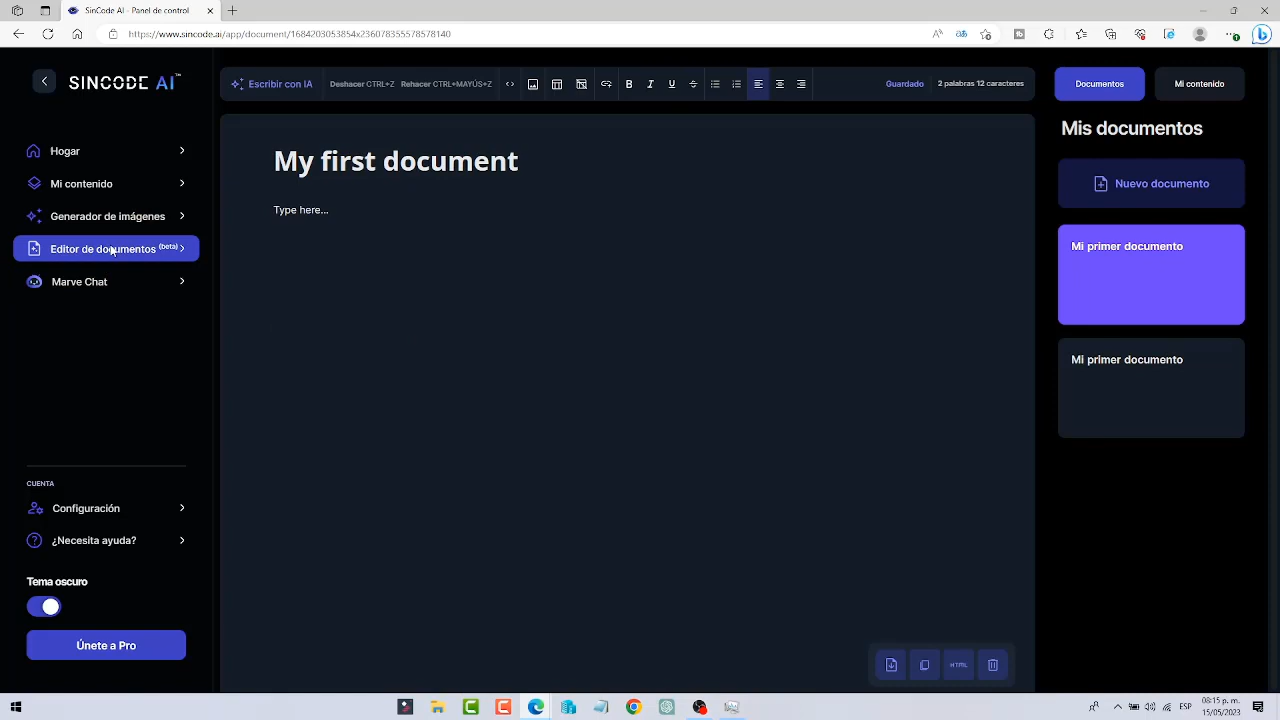 SinCode AI - Panel de control
https://www.sincode.ai/app/document/1684203053854x236078355578578140
SINCODE AI™
Escribir con IA
Deshacer CTRL+Z
Rehacer CTRL+MAYÚS+Z
B I U S
Guardado
2 palabras 12 caracteres
Documentos
Mi contenido
Hogar
Mi contenido
Generador de imágenes
Editor de documentos (beta)
Marve Chat
My first document
Type here...
Mis documentos
Nuevo documento
Mi primer documento
Mi primer documento
CUENTA
Configuración
¿Necesita ayuda?
Tema oscuro
Únete a Pro
HTML
ESP
08:15 p. m.
15/05/2023